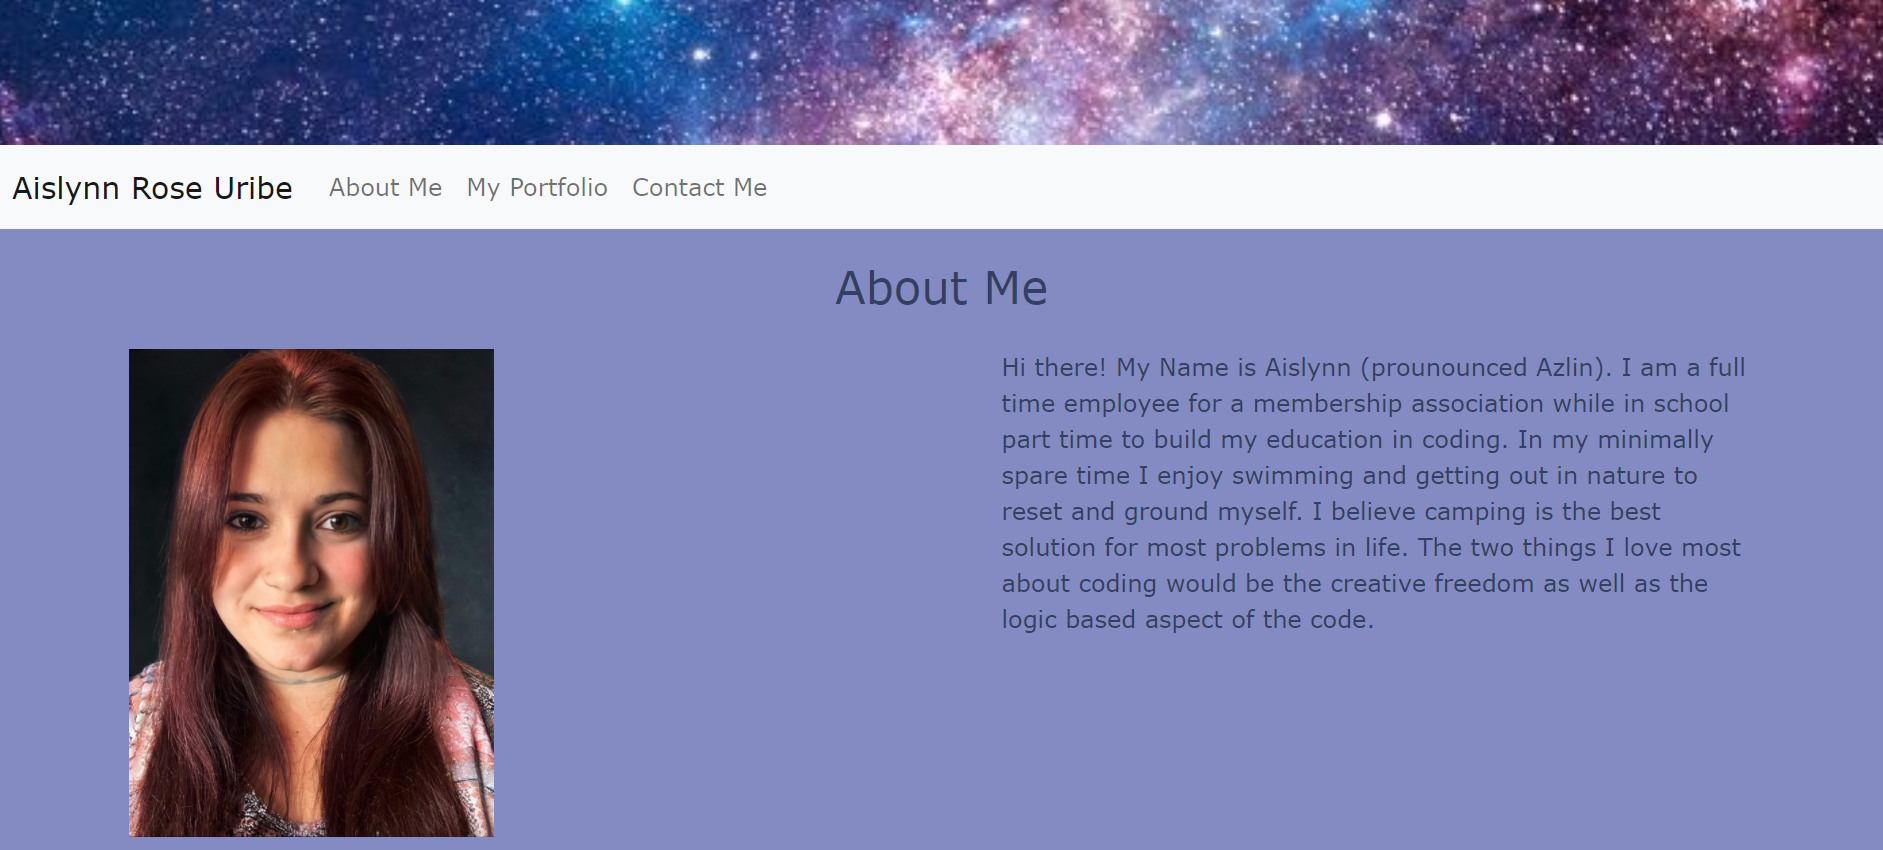 Aislynn Rose Uribe About Me My Portfolio Contact Me
About Me
Hi there! My Name is Aislynn (prounounced Azlin). I am a full
time employee for a membership association while in school
part time to build my education in coding. In my minimally
spare time I enjoy swimming and getting out in nature to
reset and ground myself. I believe camping is the best
solution for most problems in life. The two things I love most
about coding would be the creative freedom as well as the
logic based aspect of the code.